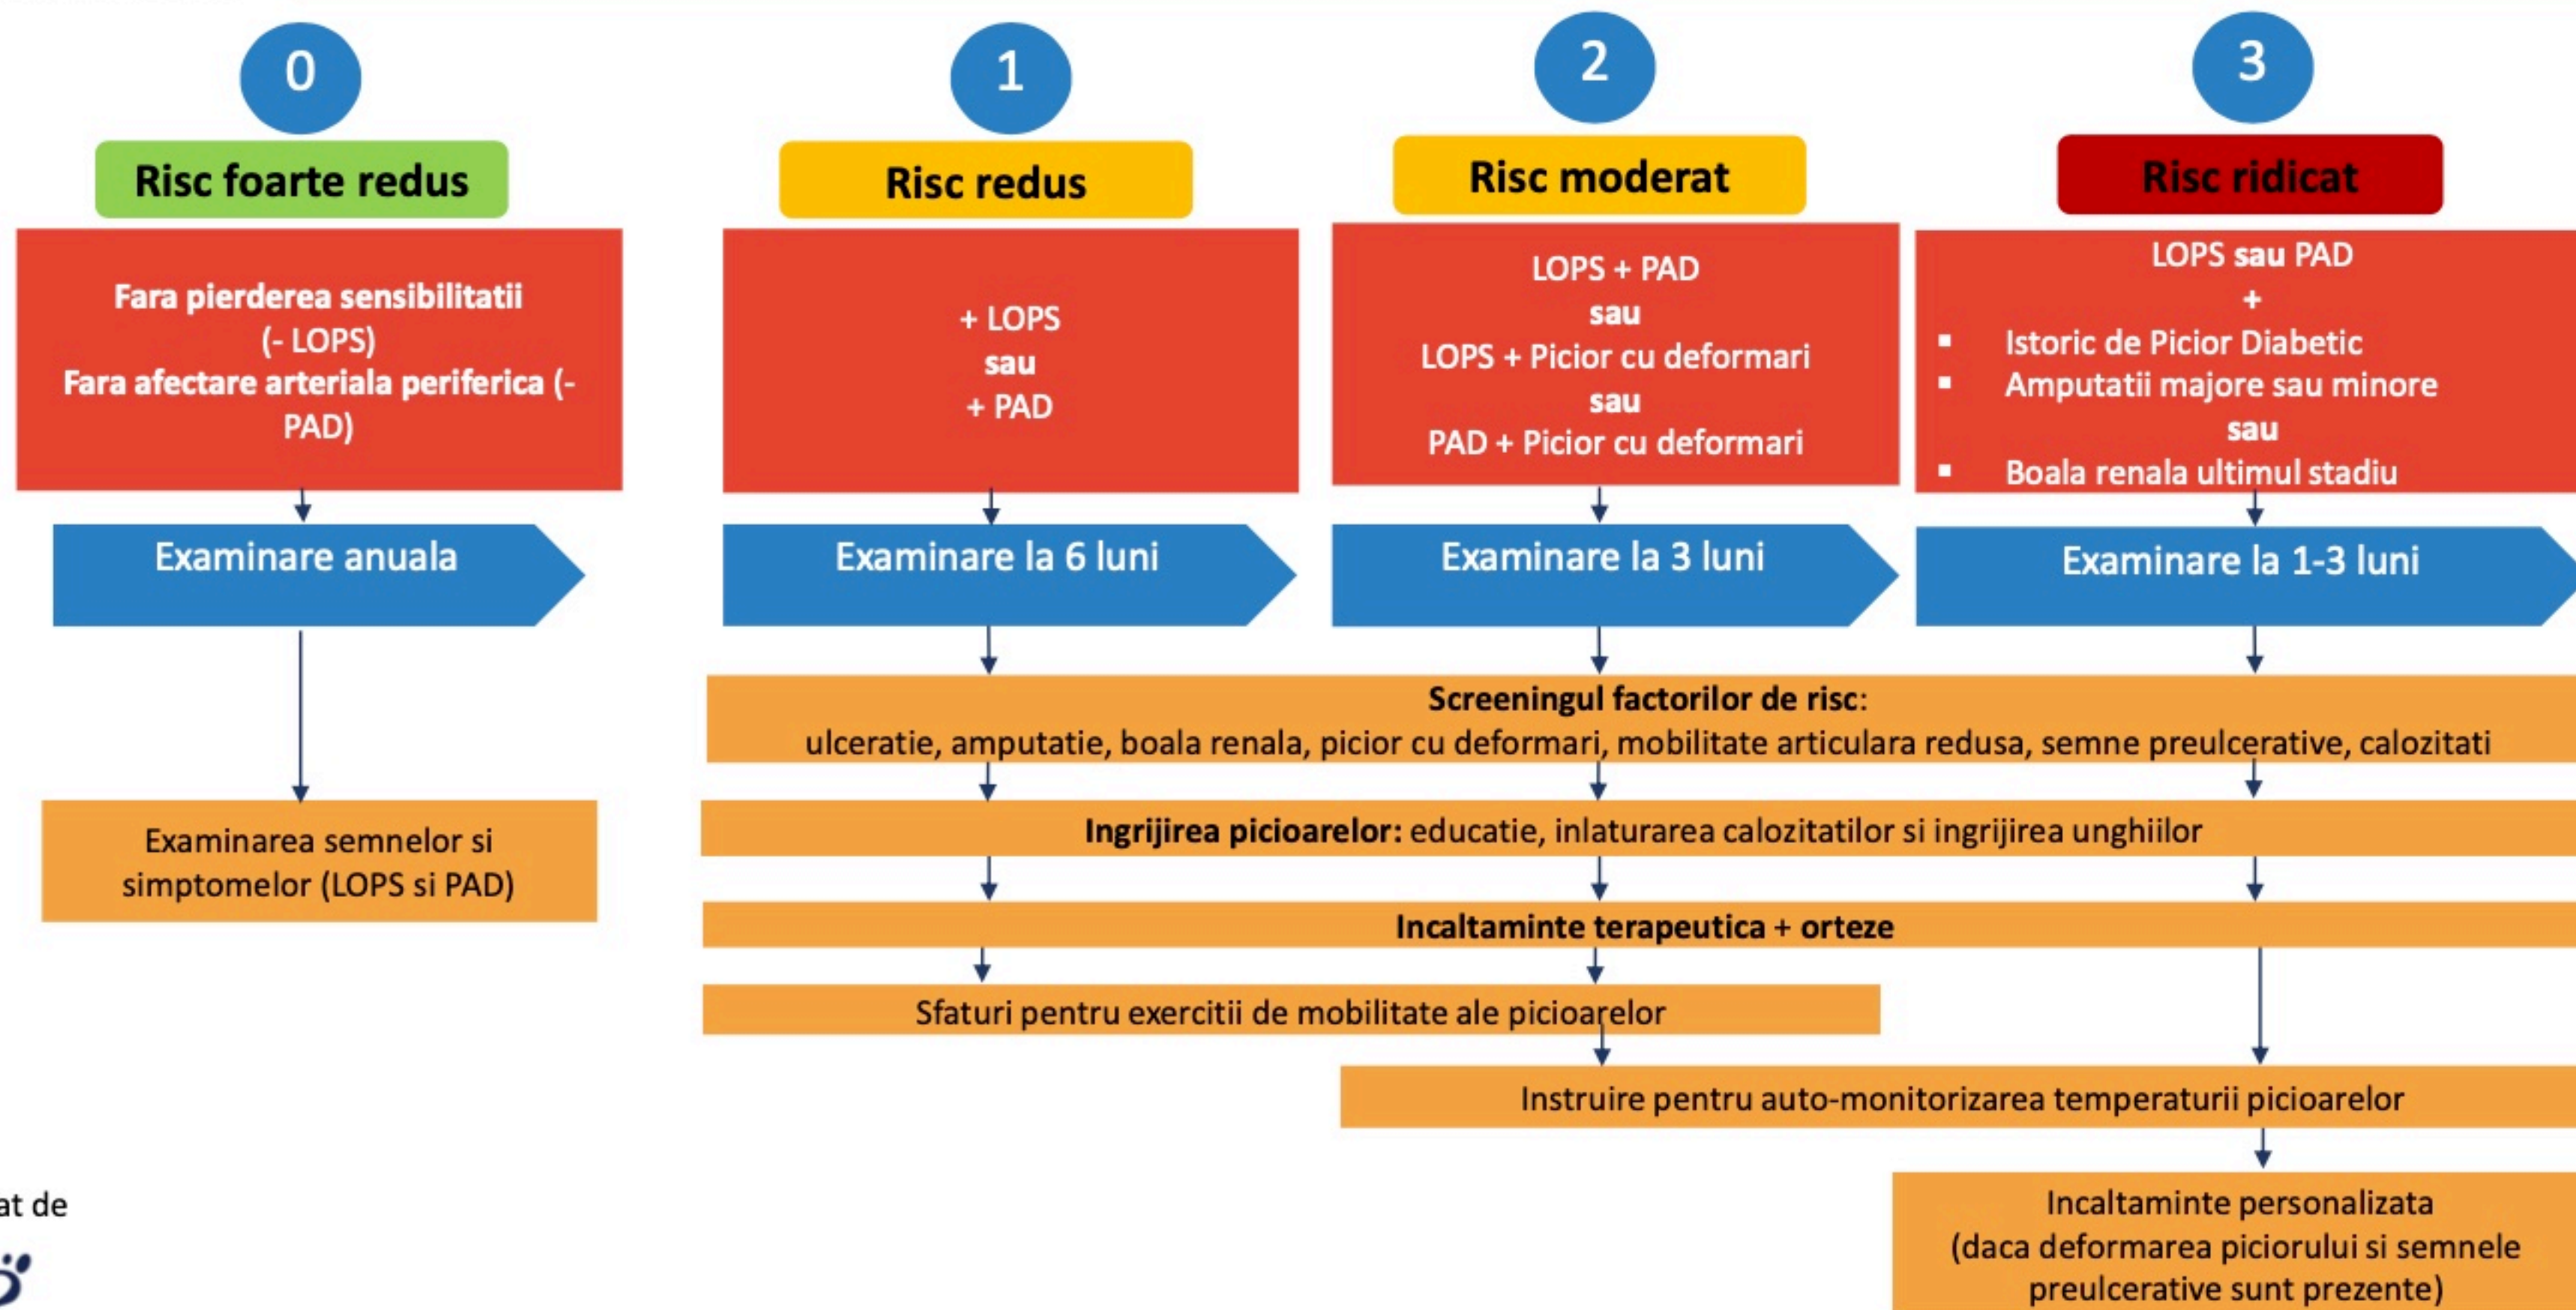 0
Risc foarte redus
Fara pierderea sensibilitatii
(- LOPS)
Fara afectare arteriala periferica (-
PAD)
Examinare anuala
Examinarea semnelor si
simptomelor (LOPS si PAD)
1
Risc redus
+ LOPS
sau
+ PAD
Examinare la 6 luni
2
Risc moderat
LOPS + PAD
sau
LOPS + Picior cu deformari
sau
PAD + Picior cu deformari
Examinare la 3 luni
3
Risc ridicat
LOPS sau PAD
+
▪ Istoric de Picior Diabetic
▪ Amputatii majore sau minore
sau
▪ Boala renala ultimul stadiu
Examinare la 1-3 luni
Screeningul factorilor de risc:
ulceratie, amputatie, boala renala, picior cu deformari, mobilitate articulara redusa, semne preulcerative, calozitati
Ingrijirea picioarelor: educatie, inlaturarea calozitatilor si ingrijirea unghiilor
Incaltaminte terapeutica + orteze
Sfaturi pentru exercitii de mobilitate ale picioarelor
Instruire pentru auto-monitorizarea temperaturii picioarelor
Incaltaminte personalizata
(daca deformarea piciorului si semnele
preulcerative sunt prezente)
de